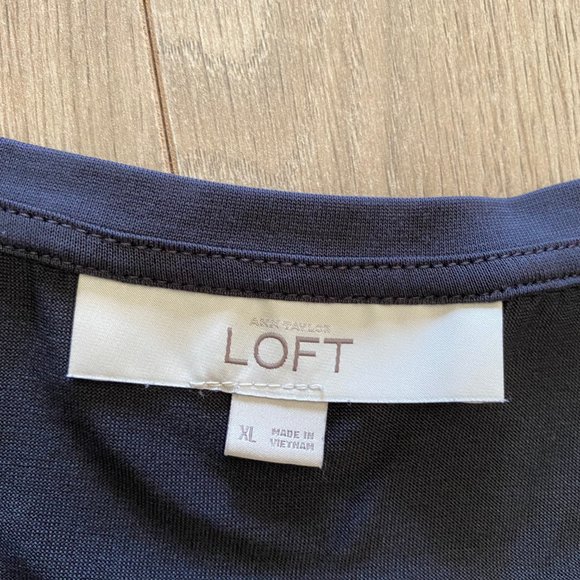 ANN TAYLOR
LOFT
XL
MADE IN
VIETNAM